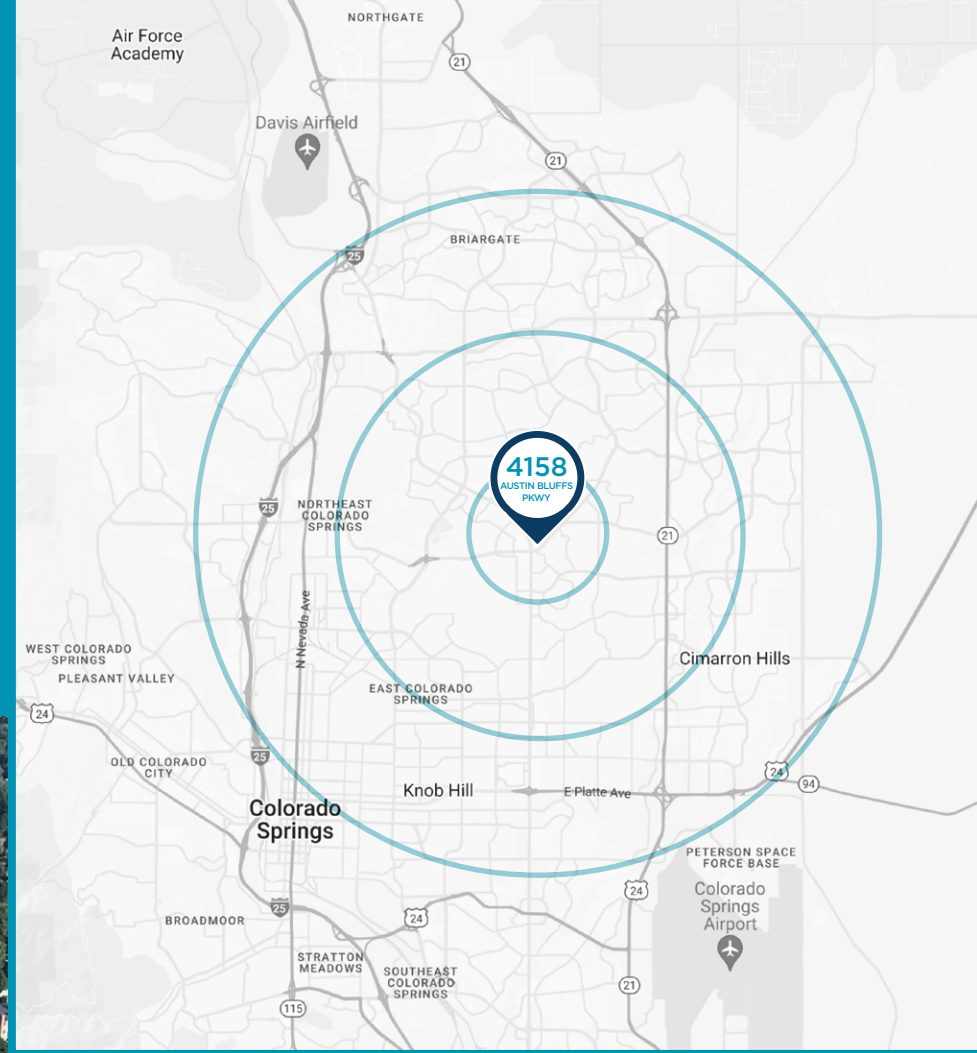 NORTHGATE
Air Force
Academy
21
Davis Airfield
21
BRIARGATE
25
4158
AUSTIN BLUFFS
PKWY
25
NORTHEAST
COLORADO
SPRINGS
21
N Nevada Ave
WEST COLORADO
SPRINGS
Cimarron Hills
PLEASANT VALLEY
EAST COLORADO
SPRINGS
24
25
OLD COLORADO
CITY
24
94
Knob Hill
E Platte Ave
Colorado
Springs
PETERSON SPACE
FORCE BASE
24
Colorado
Springs
Airport
25
24
BROADMOOR
STRATTON
MEADOWS
SOUTHEAST
COLORADO
SPRINGS
21
115